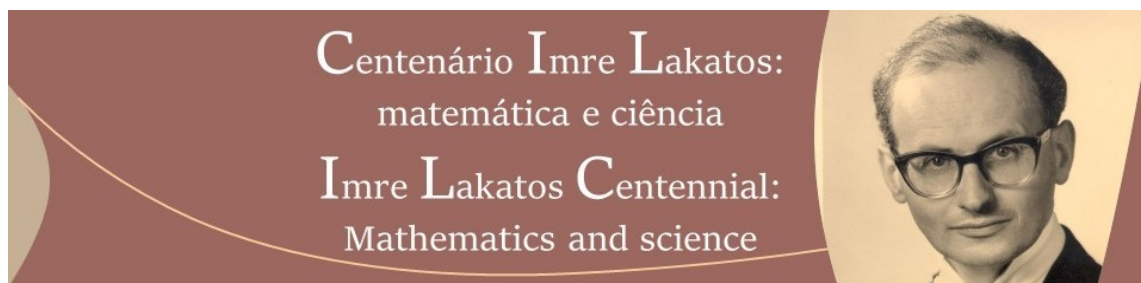 Centenário Imre Lakatos:
matemática e ciência
Imre Lakatos Centennial:
Mathematics and science